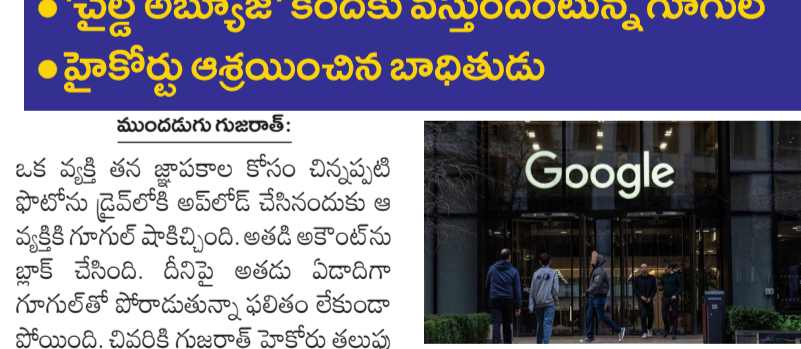 • 'చైల్డ్ అబ్యూజ్' కిందకు వస్తుందంటున్న గూగుల్
• హైకోర్టు ఆశ్రయించిన బాధితుడు
ముందడుగు గుజరాత్:
ఒక వ్యక్తి తన జ్ఞాపకాల కోసం చిన్నప్పటి
ఫొటోను డ్రైవ్‌లోకి అప్‌లోడ్ చేసినందుకు ఆ
వ్యక్తికి గూగుల్ షాకిచ్చింది. అతడి అకౌంట్‌ను
బ్లాక్ చేసింది. దీనిపై అతడు ఏడాదిగా
గూగుల్‌తో పోరాడుతున్నా ఫలితం లేకుండా
పోయింది. చివరికి గుజరాత్ హైకోర్టు తలుపు
Google